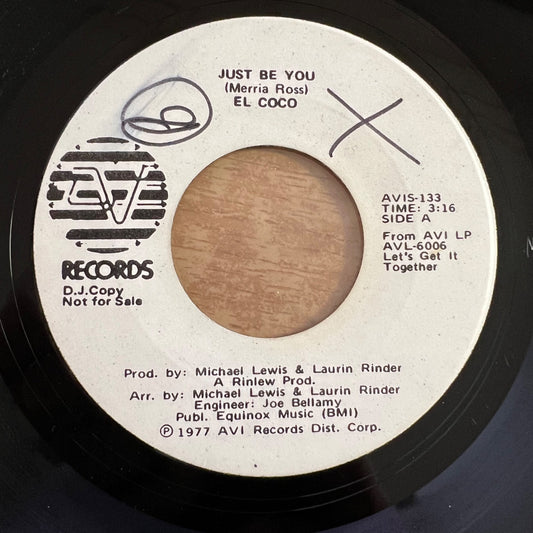 JUST BE YOU
(Merria Ross)
EL COCO
AVI
RECORDS
D.J.Copy
Not for Sale
AVIS-133
TIME: 3:16
SIDE A
From AVI LP
AVL-6006
Let's Get It
Together
Prod. by: Michael Lewis & Laurin Rinder
A Rinlew Prod.
Arr. by: Michael Lewis & Laurin Rinder
Engineer: Joe Bellamy
Publ. Equinox Music (BMI)
Ⓟ 1977 AVI Records Dist. Corp.